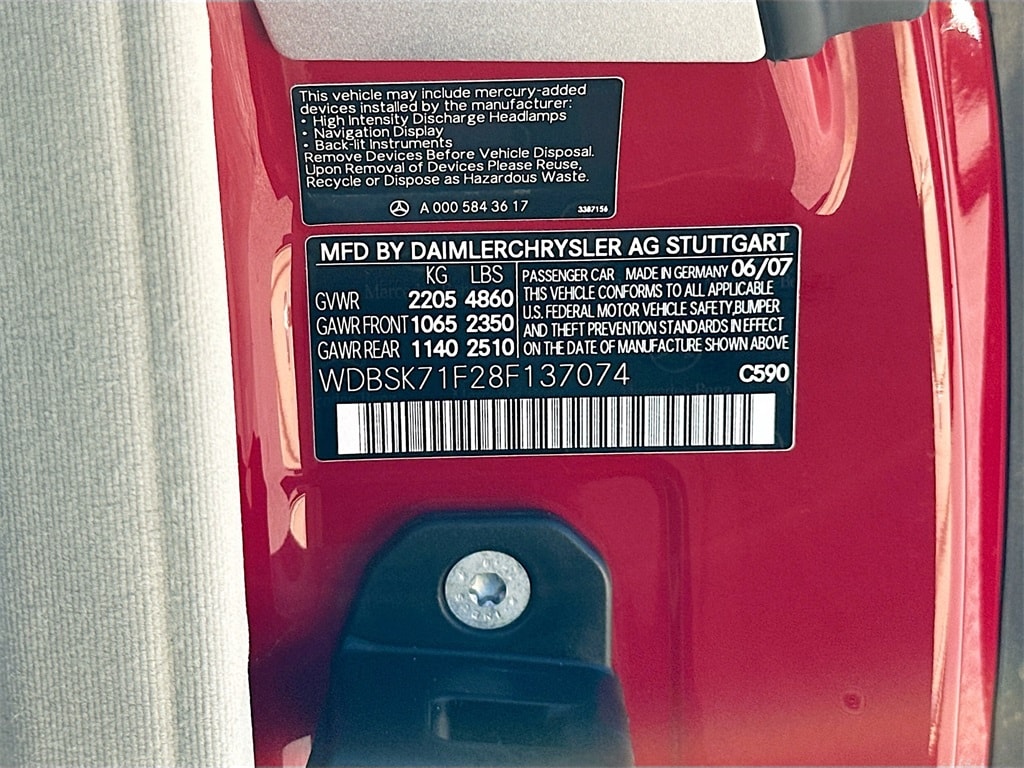 This vehicle may include mercury-added
devices installed by the manufacturer:
• High Intensity Discharge Headlamps
• Navigation Display
• Back-lit Instruments
Remove Devices Before Vehicle Disposal.
Upon Removal of Devices Please Reuse,
Recycle or Dispose as Hazardous Waste.
A 000 584 36 17 3387156
MFD BY DAIMLERCHRYSLER AG STUTTGART
KG LBS
GVWR 2205 4860
GAWR FRONT 1065 2350
GAWR REAR 1140 2510
PASSENGER CAR MADE IN GERMANY 06/07
THIS VEHICLE CONFORMS TO ALL APPLICABLE
U.S. FEDERAL MOTOR VEHICLE SAFETY,BUMPER
AND THEFT PREVENTION STANDARDS IN EFFECT
ON THE DATE OF MANUFACTURE SHOWN ABOVE
WDBSK71F28F137074 C590